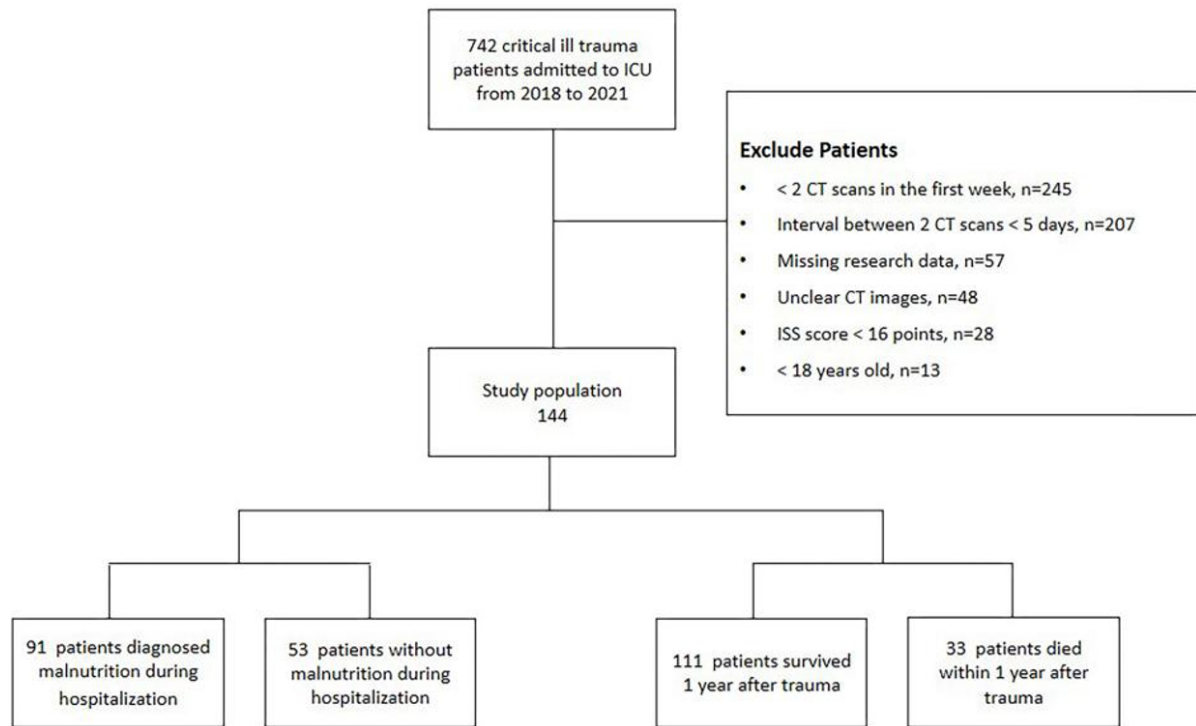 742 critical ill trauma
patients admitted to ICU
from 2018 to 2021
Exclude Patients
• < 2 CT scans in the first week, n=245
• Interval between 2 CT scans < 5 days, n=207
• Missing research data, n=57
• Unclear CT images, n=48
• ISS score < 16 points, n=28
• < 18 years old, n=13
Study population
144
91 patients diagnosed
malnutrition during
hospitalization
53 patients without
malnutrition during
hospitalization
111 patients survived
1 year after trauma
33 patients died
within 1 year after
trauma